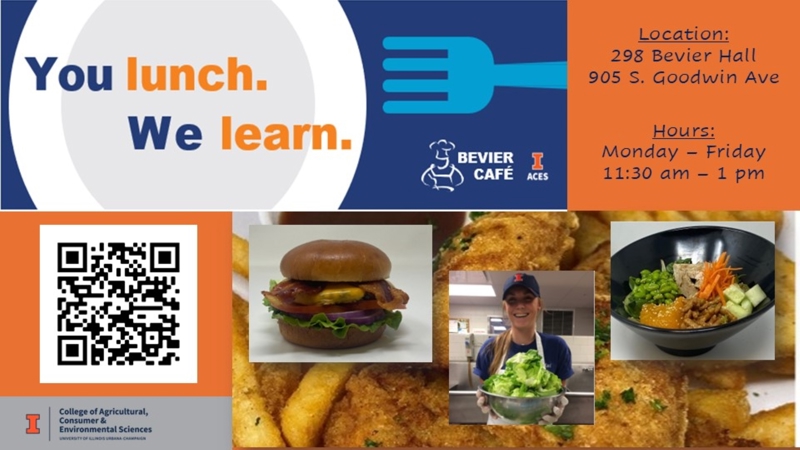 You lunch.
We learn.
BEVIER
CAFÉ
I
ACES
Location:
298 Bevier Hall
905 S. Goodwin Ave
Hours:
Monday – Friday
11:30 am – 1 pm
I
College of Agricultural,
Consumer &
Environmental Sciences
UNIVERSITY OF ILLINOIS URBANA-CHAMPAIGN
I